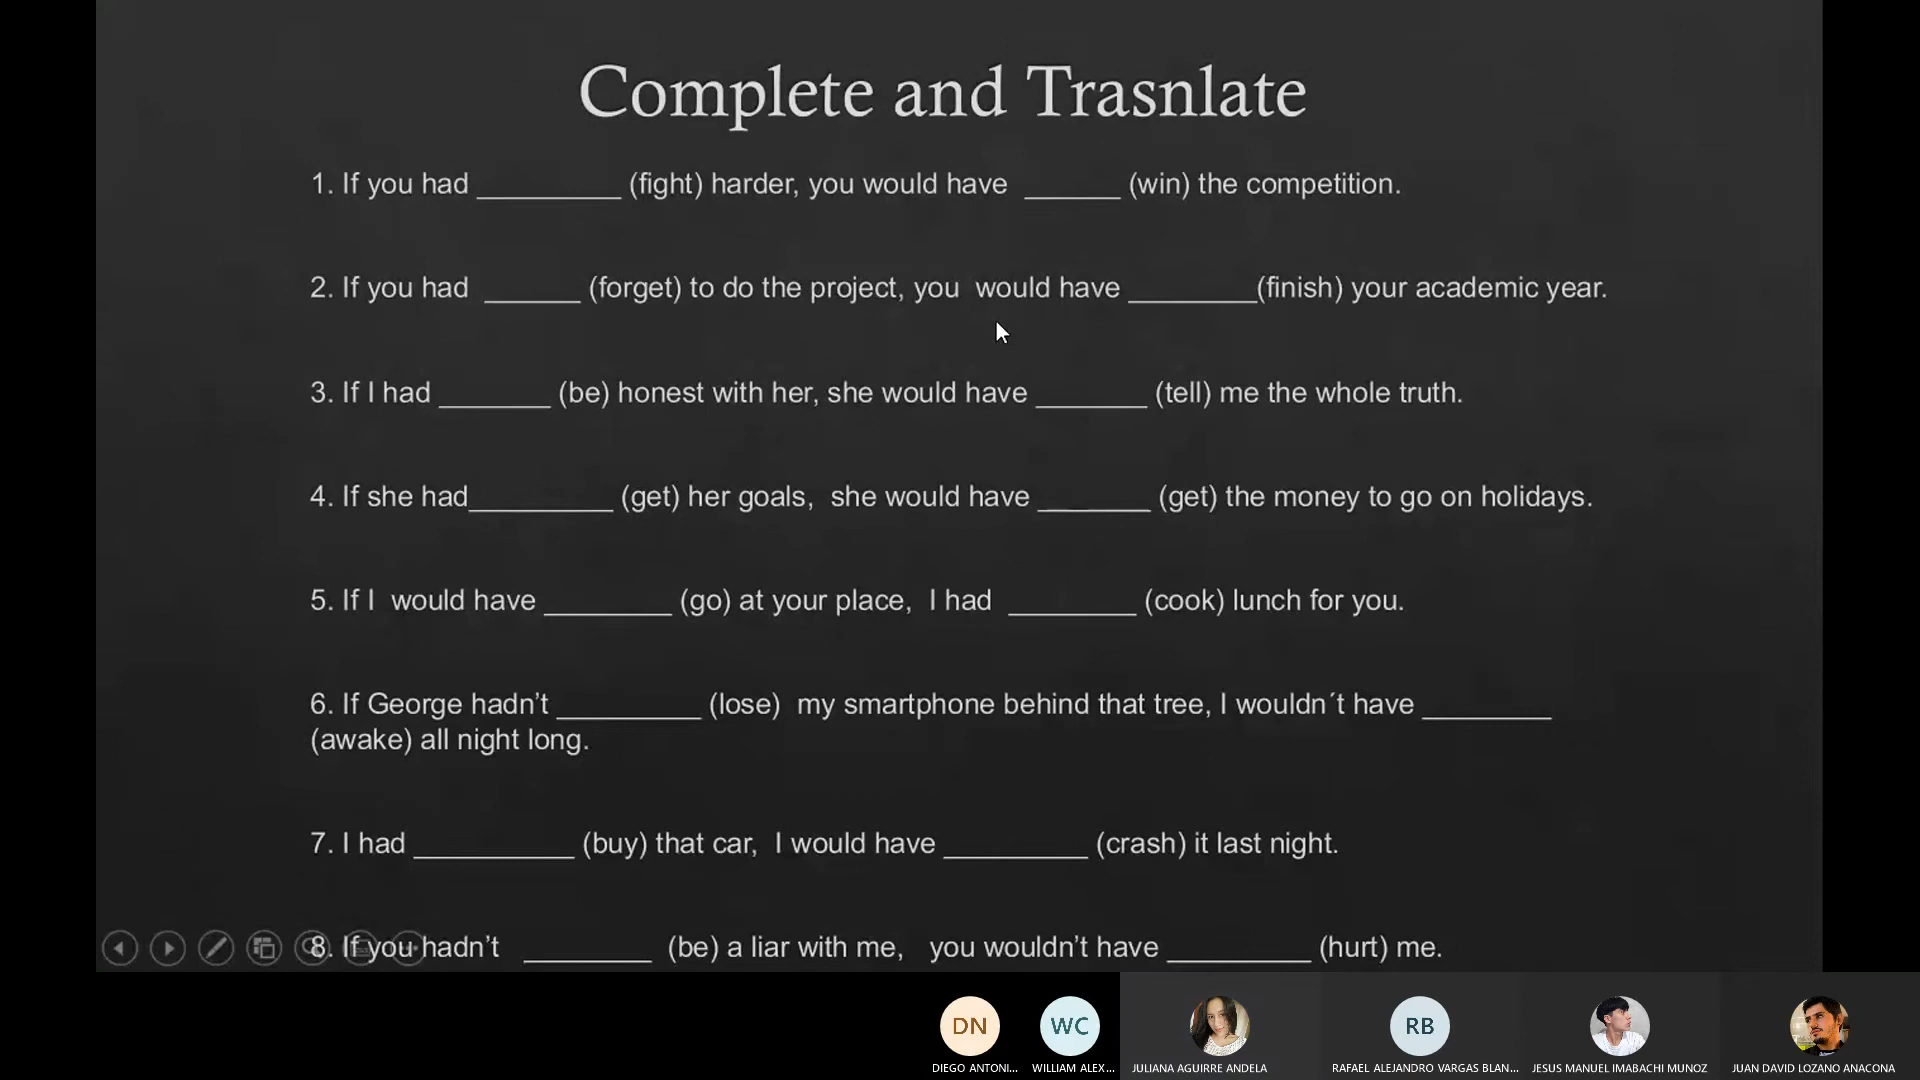 Complete and Trasnlate
1. If you had _________ (fight) harder, you would have ______ (win) the competition.
2. If you had ______ (forget) to do the project, you would have ________(finish) your academic year.
3. If I had _______ (be) honest with her, she would have _______ (tell) me the whole truth.
4. If she had_________ (get) her goals, she would have _______ (get) the money to go on holidays.
5. If I would have ________ (go) at your place, I had ________ (cook) lunch for you.
6. If George hadn’t _________ (lose) my smartphone behind that tree, I wouldn´t have ________
(awake) all night long.
7. I had __________ (buy) that car, I would have _________ (crash) it last night.
8. If you hadn’t ________ (be) a liar with me, you wouldn’t have _________ (hurt) me.
DN WC RB
DIEGO ANTONI... WILLIAM ALEX... JULIANA AGUIRRE ANDELA RAFAEL ALEJANDRO VARGAS BLAN... JESUS MANUEL IMABACHI MUNOZ JUAN DAVID LOZANO ANACONA